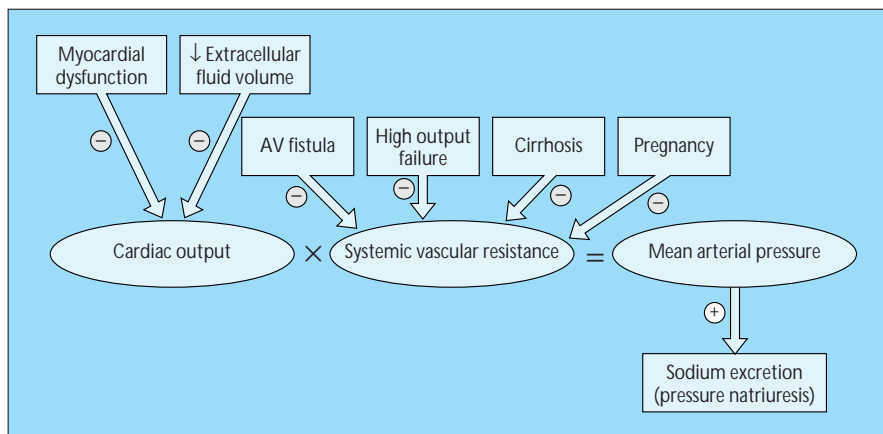 Myocardial
dysfunction
↓ Extracellular
fluid volume
AV fistula
High output
failure
Cirrhosis
Pregnancy
−
−
−
−
−
−
Cardiac output
×
Systemic vascular resistance
=
Mean arterial pressure
+
Sodium excretion
(pressure natriuresis)